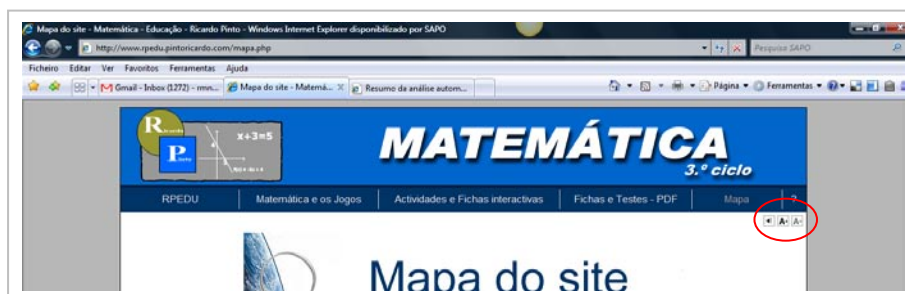 Mapa do site - Matemática - Educação - Ricardo Pinto - Windows Internet Explorer disponibilizado por SAPO
http://www.rpedu.pintoricardo.com/mapa.php
Pesquisa SAPO
Ficheiro Editar Ver Favoritos Ferramentas Ajuda
Gmail - Inbox (1272) - rmn... Mapa do site - Matemá... X Resumo da análise autom... Página Ferramentas
R P x+3=5
MATEMÁTICA
3.º ciclo
RPEDU Matemática e os Jogos Actividades e Fichas interactivas Fichas e Testes - PDF Mapa ?
A+ A-
Mapa do site